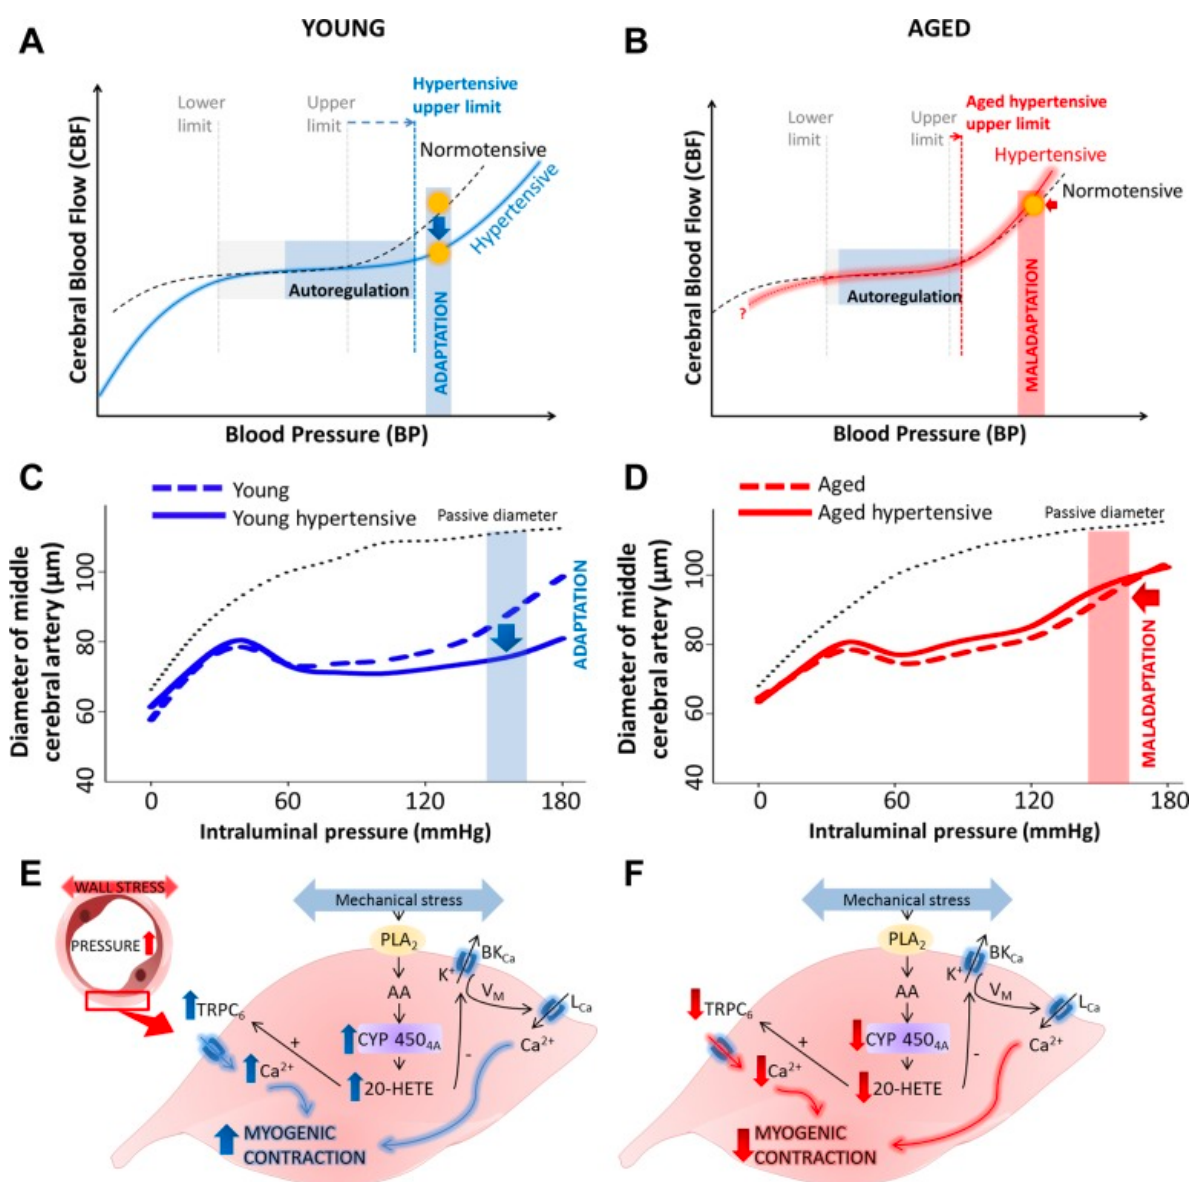 YOUNG
AGED
A
Cerebral Blood Flow (CBF)
Lower
limit
Upper
limit
Hypertensive
upper limit
Normotensive
Hypertensive
Autoregulation
ADAPTATION
Blood Pressure (BP)
B
Cerebral Blood Flow (CBF)
Lower
limit
Upper
limit
Aged hypertensive
upper limit
Hypertensive
Normotensive
Autoregulation
?
MALADAPTATION
Blood Pressure (BP)
C
Young
Young hypertensive
Passive diameter
Diameter of middle
cerebral artery (µm)
100
80
60
40
ADAPTATION
0
60
120
180
Intraluminal pressure (mmHg)
D
Aged
Aged hypertensive
Passive diameter
Diameter of middle
cerebral artery (µm)
100
80
60
40
MALADAPTATION
0
60
120
180
Intraluminal pressure (mmHg)
E
WALL STRESS
PRESSURE
Mechanical stress
PLA2
BKCa
K+
AA
VM
LCa
TRPC6
CYP 4504A
Ca2+
+
-
Ca2+
20-HETE
MYOGENIC
CONTRACTION
F
Mechanical stress
PLA2
BKCa
K+
AA
VM
LCa
TRPC6
CYP 4504A
Ca2+
+
-
Ca2+
20-HETE
MYOGENIC
CONTRACTION